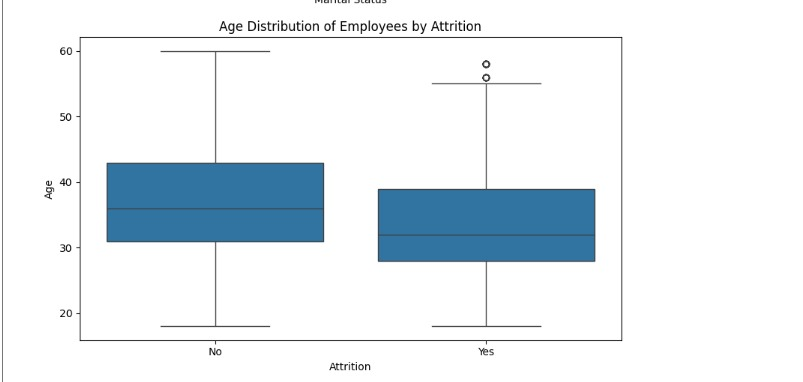 Marital Status
Age Distribution of Employees by Attrition
60
50
40
30
20
Age
No
Yes
Attrition